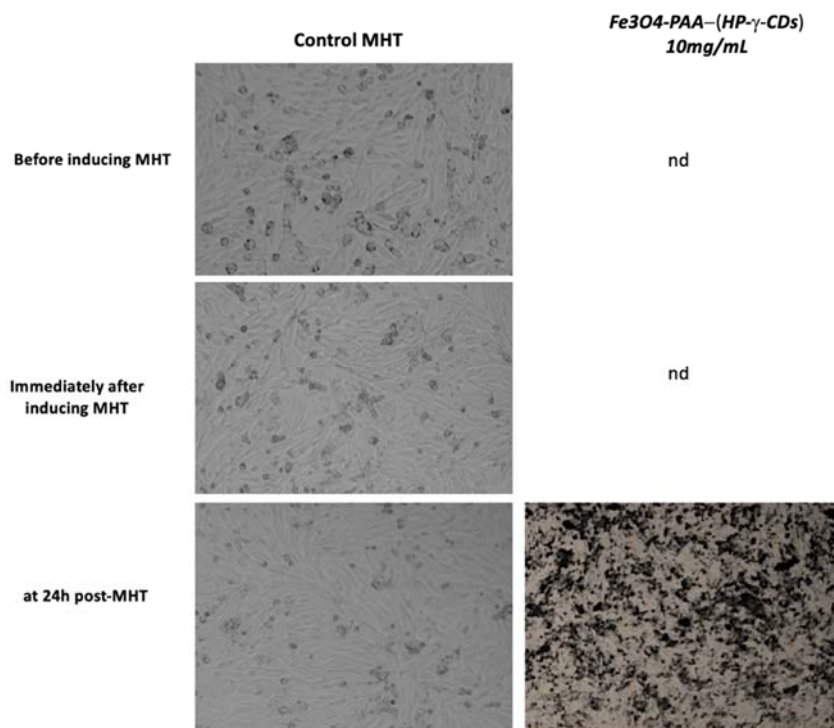 Control MHT
Fe3O4-PAA–(HP-γ-CDs)
10mg/mL
Before inducing MHT
nd
Immediately after
inducing MHT
nd
at 24h post-MHT